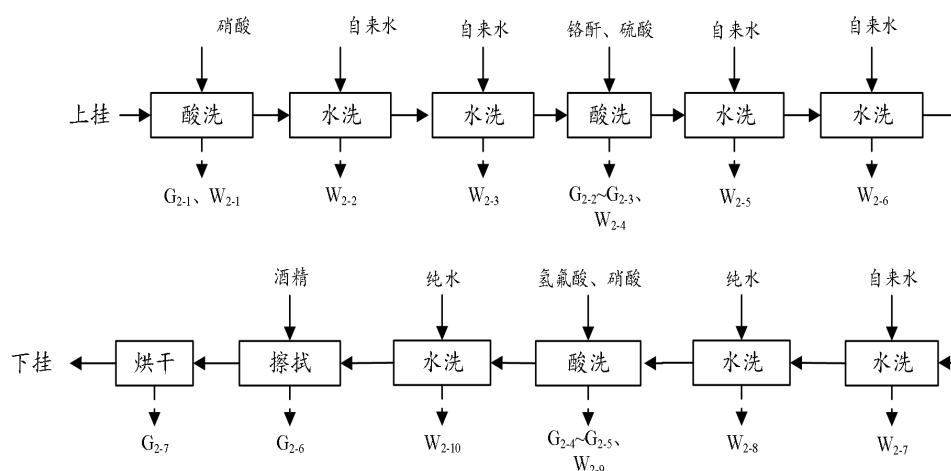 硝酸 自来水 自来水 铬酐、硫酸 自来水 自来水
上挂 酸洗 水洗 水洗 酸洗 水洗 水洗
G2-1、W2-1 W2-2 W2-3 G2-2~G2-3、 W2-5 W2-6
W2-4
酒精 纯水 氢氟酸、硝酸 纯水 自来水
下挂 烘干 擦拭 水洗 酸洗 水洗 水洗
G2-7 G2-6 W2-10 G2-4~G2-5、 W2-8 W2-7
W2-9